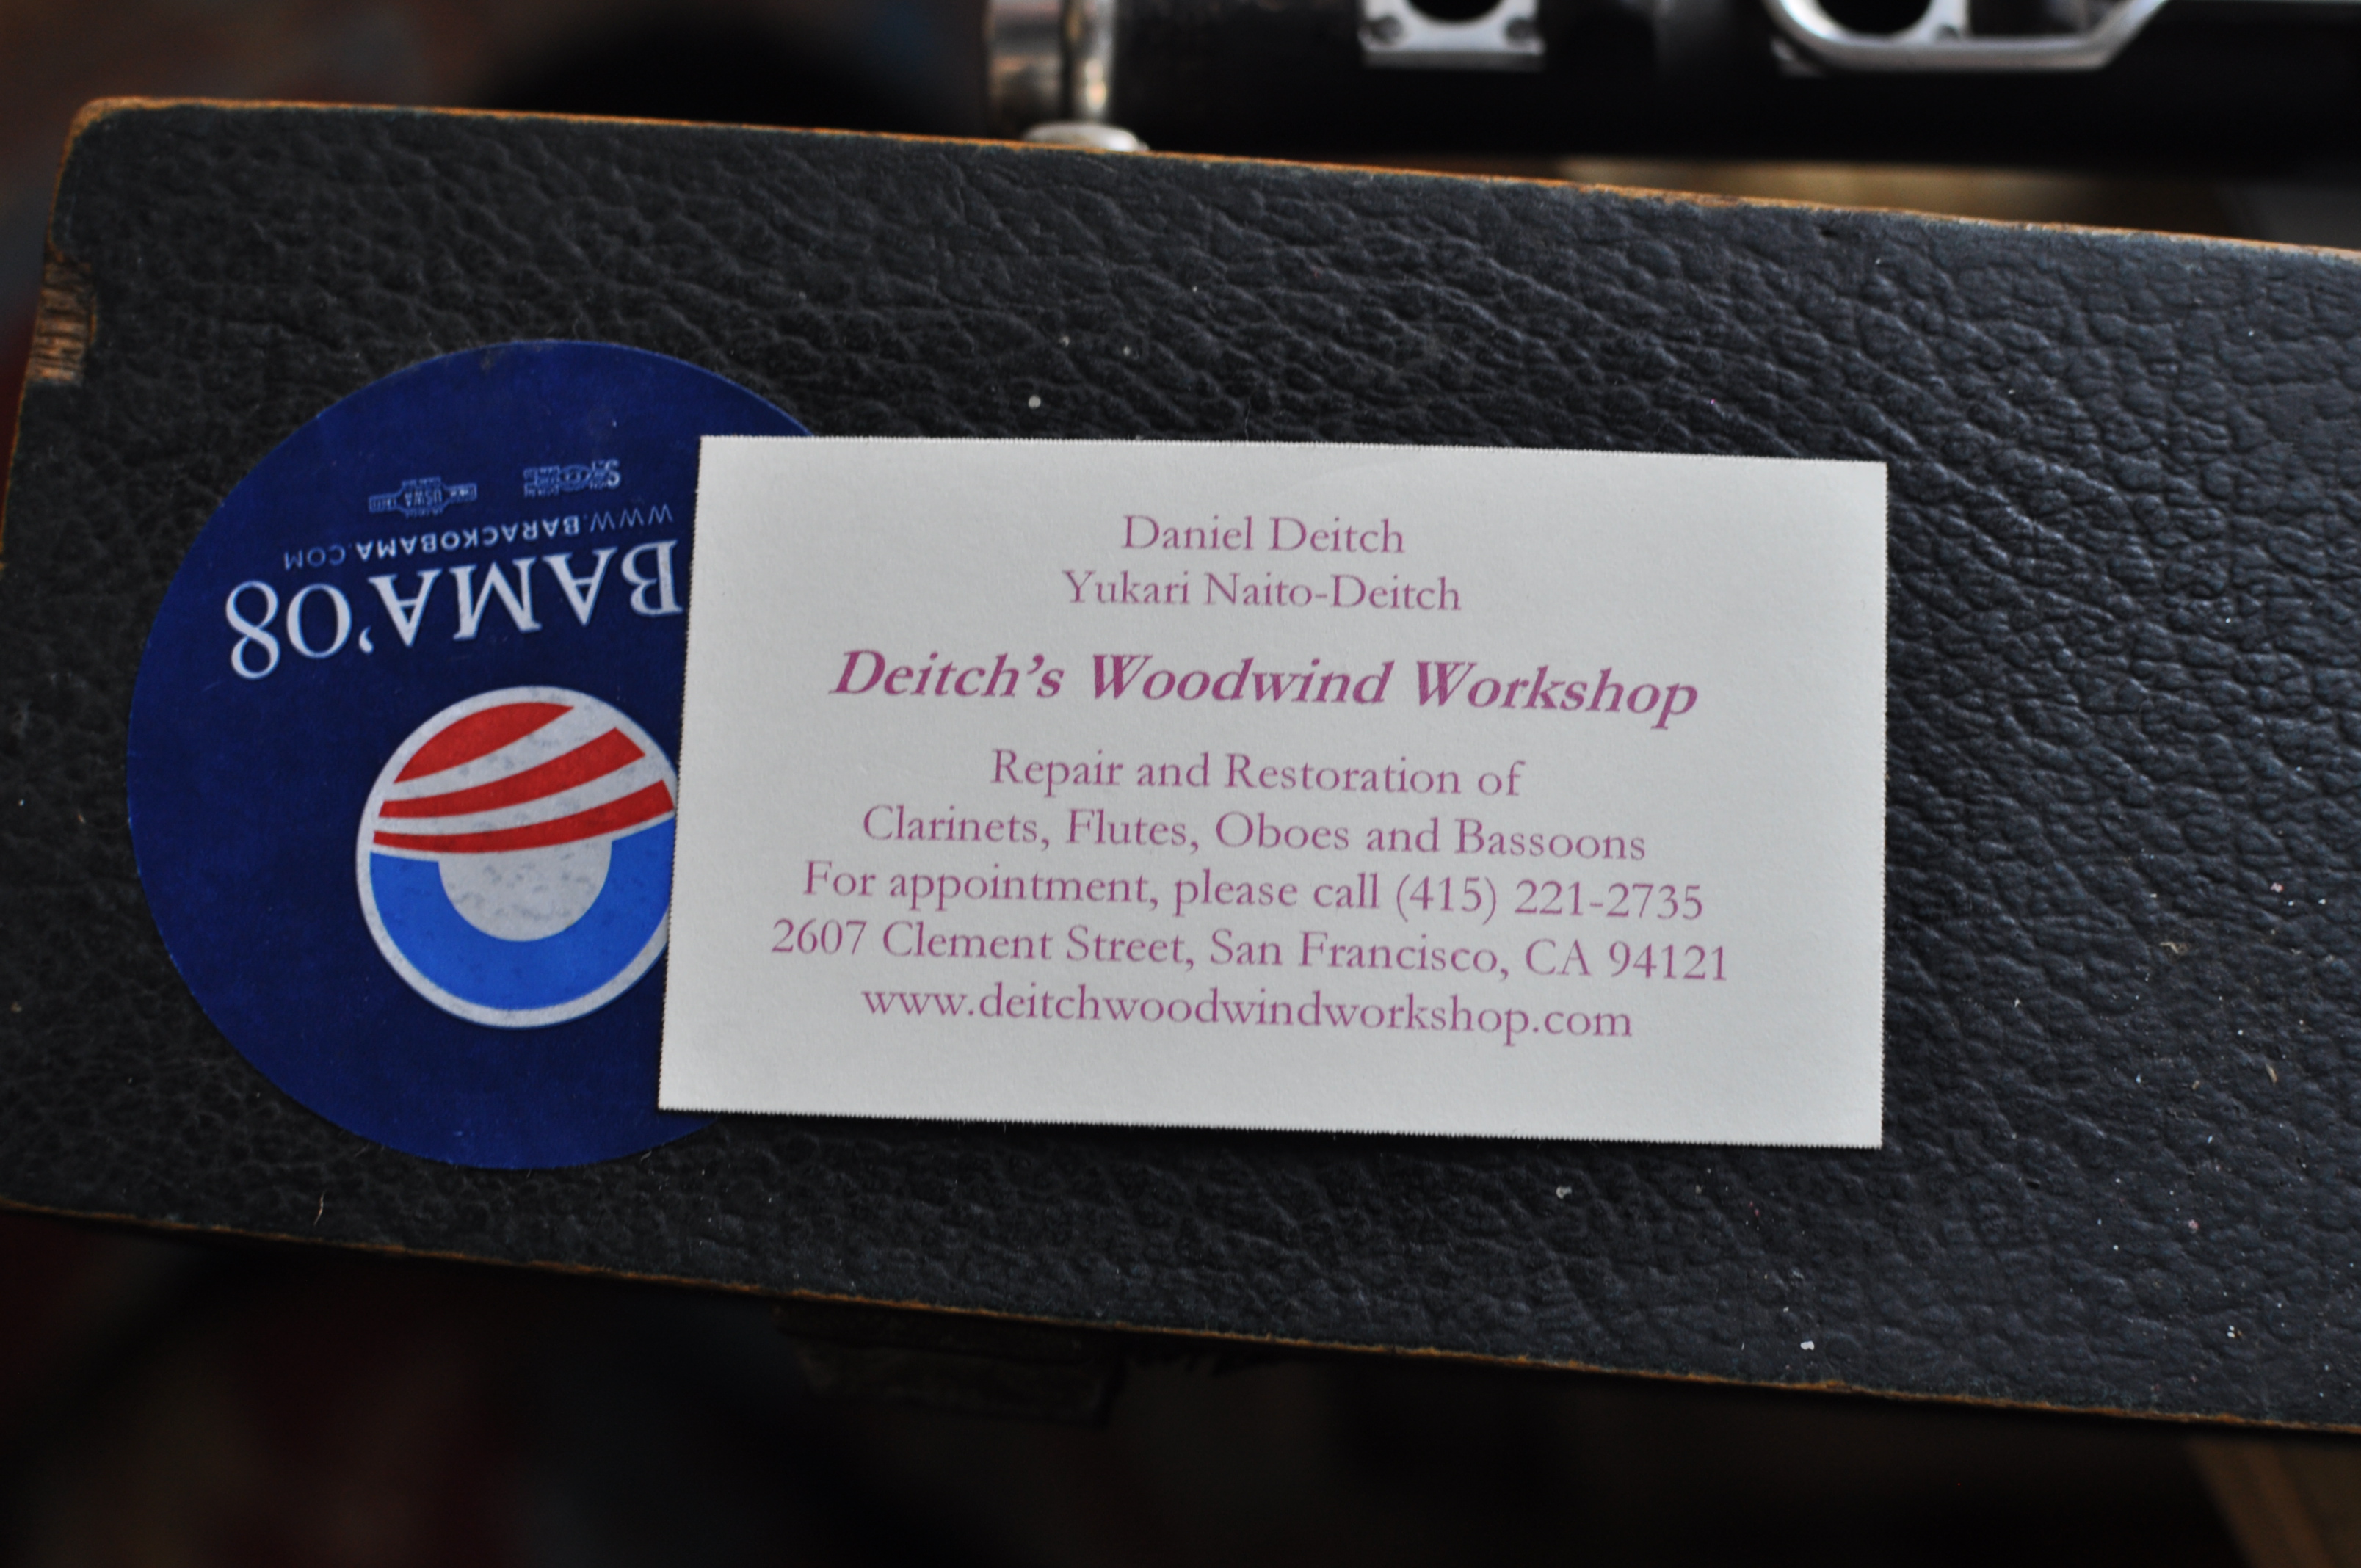 Daniel Deitch
Yukari Naito-Deitch
Deitch's Woodwind Workshop
Repair and Restoration of
Clarinets, Flutes, Oboes and Bassoons
For appointment, please call (415) 221-2735
2607 Clement Street, San Francisco, CA 94121
www.deitchwoodwindworkshop.com
BAMA'08
WWW.BARACKOBAMA.COM
USWA